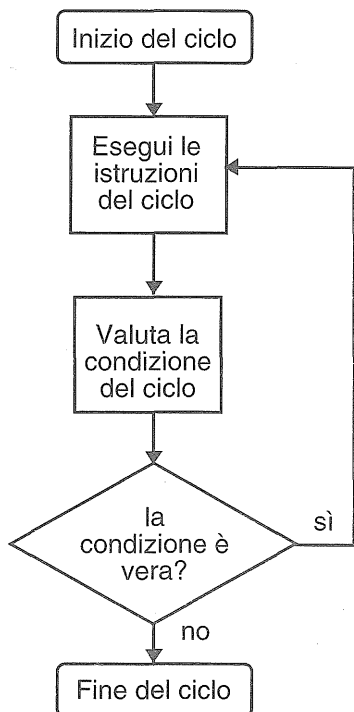 Inizio del ciclo
Esegui le
istruzioni
del ciclo
Valuta la
condizione
del ciclo
la
condizione è
vera?
sì
no
Fine del ciclo